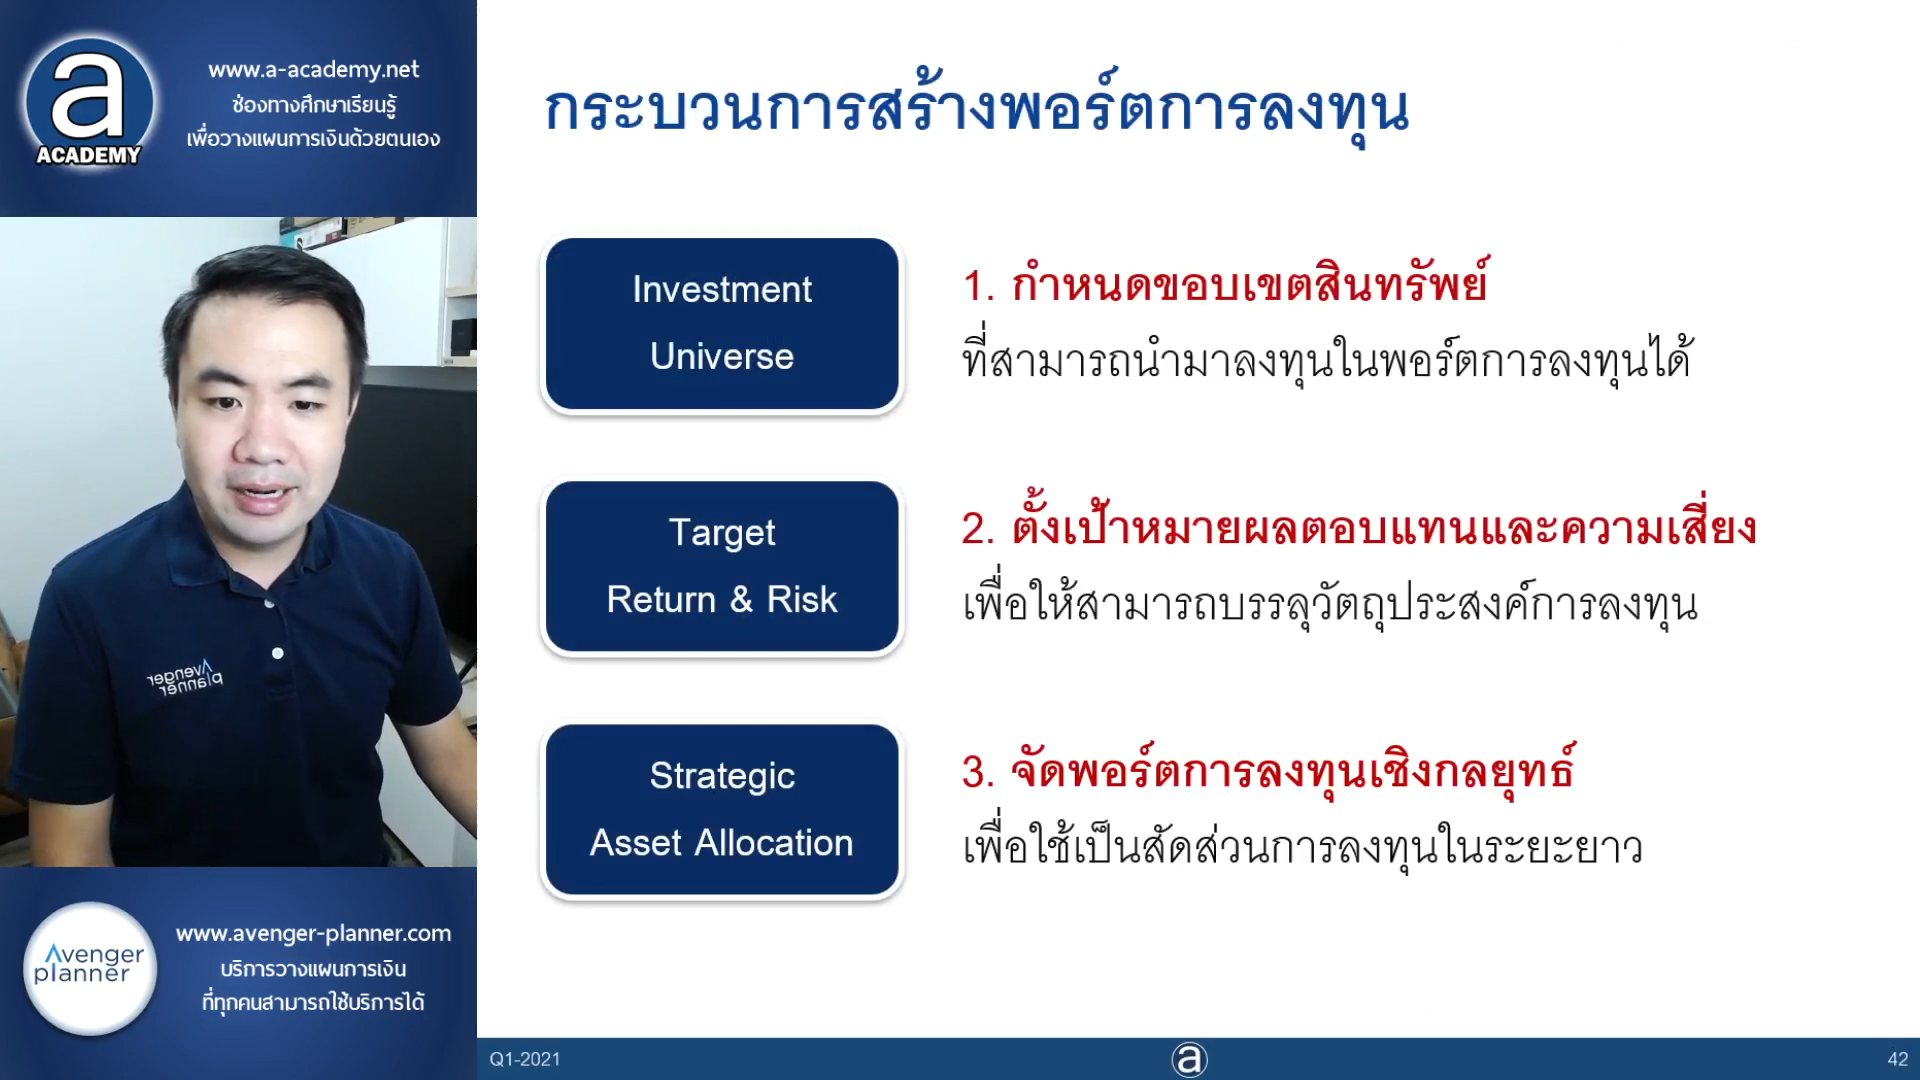 a
ACADEMY
www.a-academy.net
ช่องทางศึกษาเรียนรู้
เพื่อวางแผนการเงินด้วยตนเอง
Avenger
planner
Avenger
planner
www.avenger-planner.com
บริการวางแผนการเงิน
ที่ทุกคนสามารถใช้บริการได้
กระบวนการสร้างพอร์ตการลงทุน
Investment
Universe
1. กำหนดขอบเขตสินทรัพย์
ที่สามารถนำมาลงทุนในพอร์ตการลงทุนได้
Target
Return & Risk
2. ตั้งเป้าหมายผลตอบแทนและความเสี่ยง
เพื่อให้สามารถบรรลุวัตถุประสงค์การลงทุน
Strategic
Asset Allocation
3. จัดพอร์ตการลงทุนเชิงกลยุทธ์
เพื่อใช้เป็นสัดส่วนการลงทุนในระยะยาว
Q1-2021
a
42